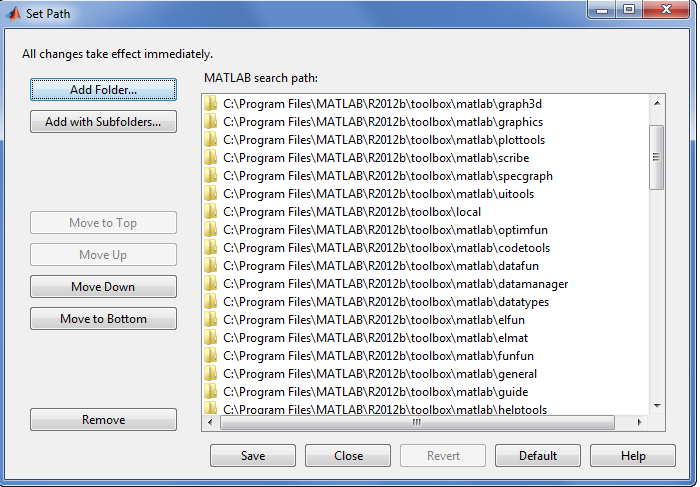 Set Path
All changes take effect immediately.
Add Folder...
Add with Subfolders...
Move to Top
Move Up
Move Down
Move to Bottom
Remove
MATLAB search path:
C:\Program Files\MATLAB\R2012b\toolbox\matlab\graph3d
C:\Program Files\MATLAB\R2012b\toolbox\matlab\graphics
C:\Program Files\MATLAB\R2012b\toolbox\matlab\plottools
C:\Program Files\MATLAB\R2012b\toolbox\matlab\scribe
C:\Program Files\MATLAB\R2012b\toolbox\matlab\specgraph
C:\Program Files\MATLAB\R2012b\toolbox\matlab\uitools
C:\Program Files\MATLAB\R2012b\toolbox\local
C:\Program Files\MATLAB\R2012b\toolbox\matlab\optimfun
C:\Program Files\MATLAB\R2012b\toolbox\matlab\codetools
C:\Program Files\MATLAB\R2012b\toolbox\matlab\datafun
C:\Program Files\MATLAB\R2012b\toolbox\matlab\datamanager
C:\Program Files\MATLAB\R2012b\toolbox\matlab\datatypes
C:\Program Files\MATLAB\R2012b\toolbox\matlab\elfun
C:\Program Files\MATLAB\R2012b\toolbox\matlab\elmat
C:\Program Files\MATLAB\R2012b\toolbox\matlab\funfun
C:\Program Files\MATLAB\R2012b\toolbox\matlab\general
C:\Program Files\MATLAB\R2012b\toolbox\matlab\guide
C:\Program Files\MATLAB\R2012b\toolbox\matlab\helptools
Save
Close
Revert
Default
Help